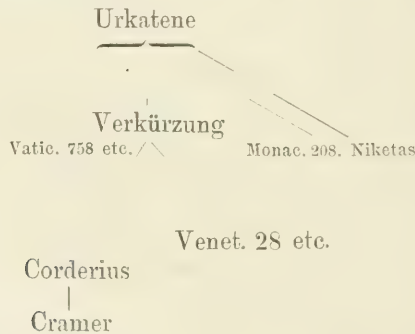 Urkatene
Verkürzung
Vatic. 758 etc. Monac. 208. Niketas
Venet. 28 etc.
Corderius
Cramer